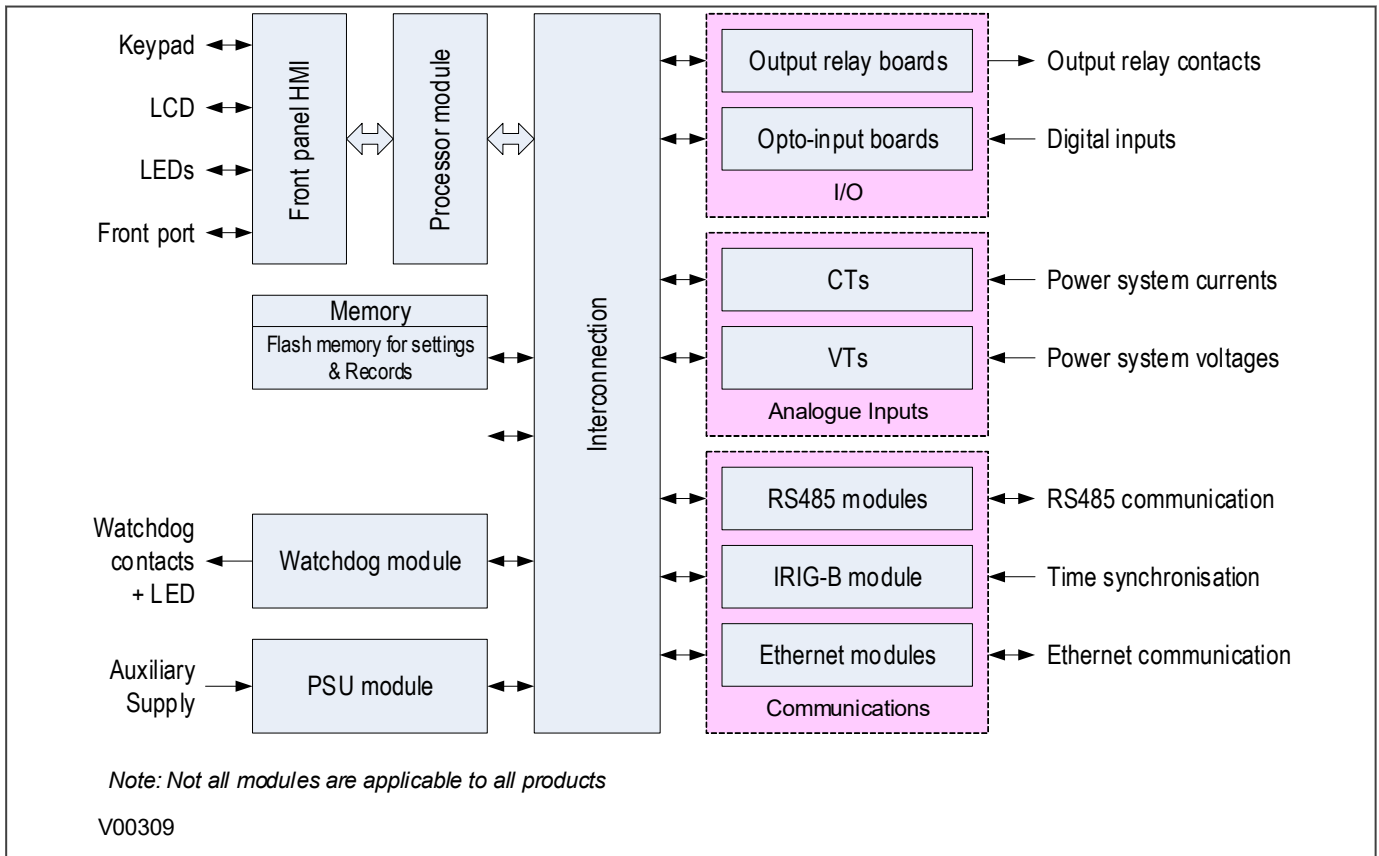 Keypad
LCD
LEDs
Front port
Front panel HMI
Processor module
Memory
Flash memory for settings
& Records
Watchdog
contacts
+ LED
Watchdog module
Auxiliary
Supply
PSU module
Interconnection
Output relay boards
Output relay contacts
Opto-input boards
Digital inputs
I/O
CTs
Power system currents
VTs
Power system voltages
Analogue Inputs
RS485 modules
RS485 communication
IRIG-B module
Time synchronisation
Ethernet modules
Ethernet communication
Communications
Note: Not all modules are applicable to all products
V00309